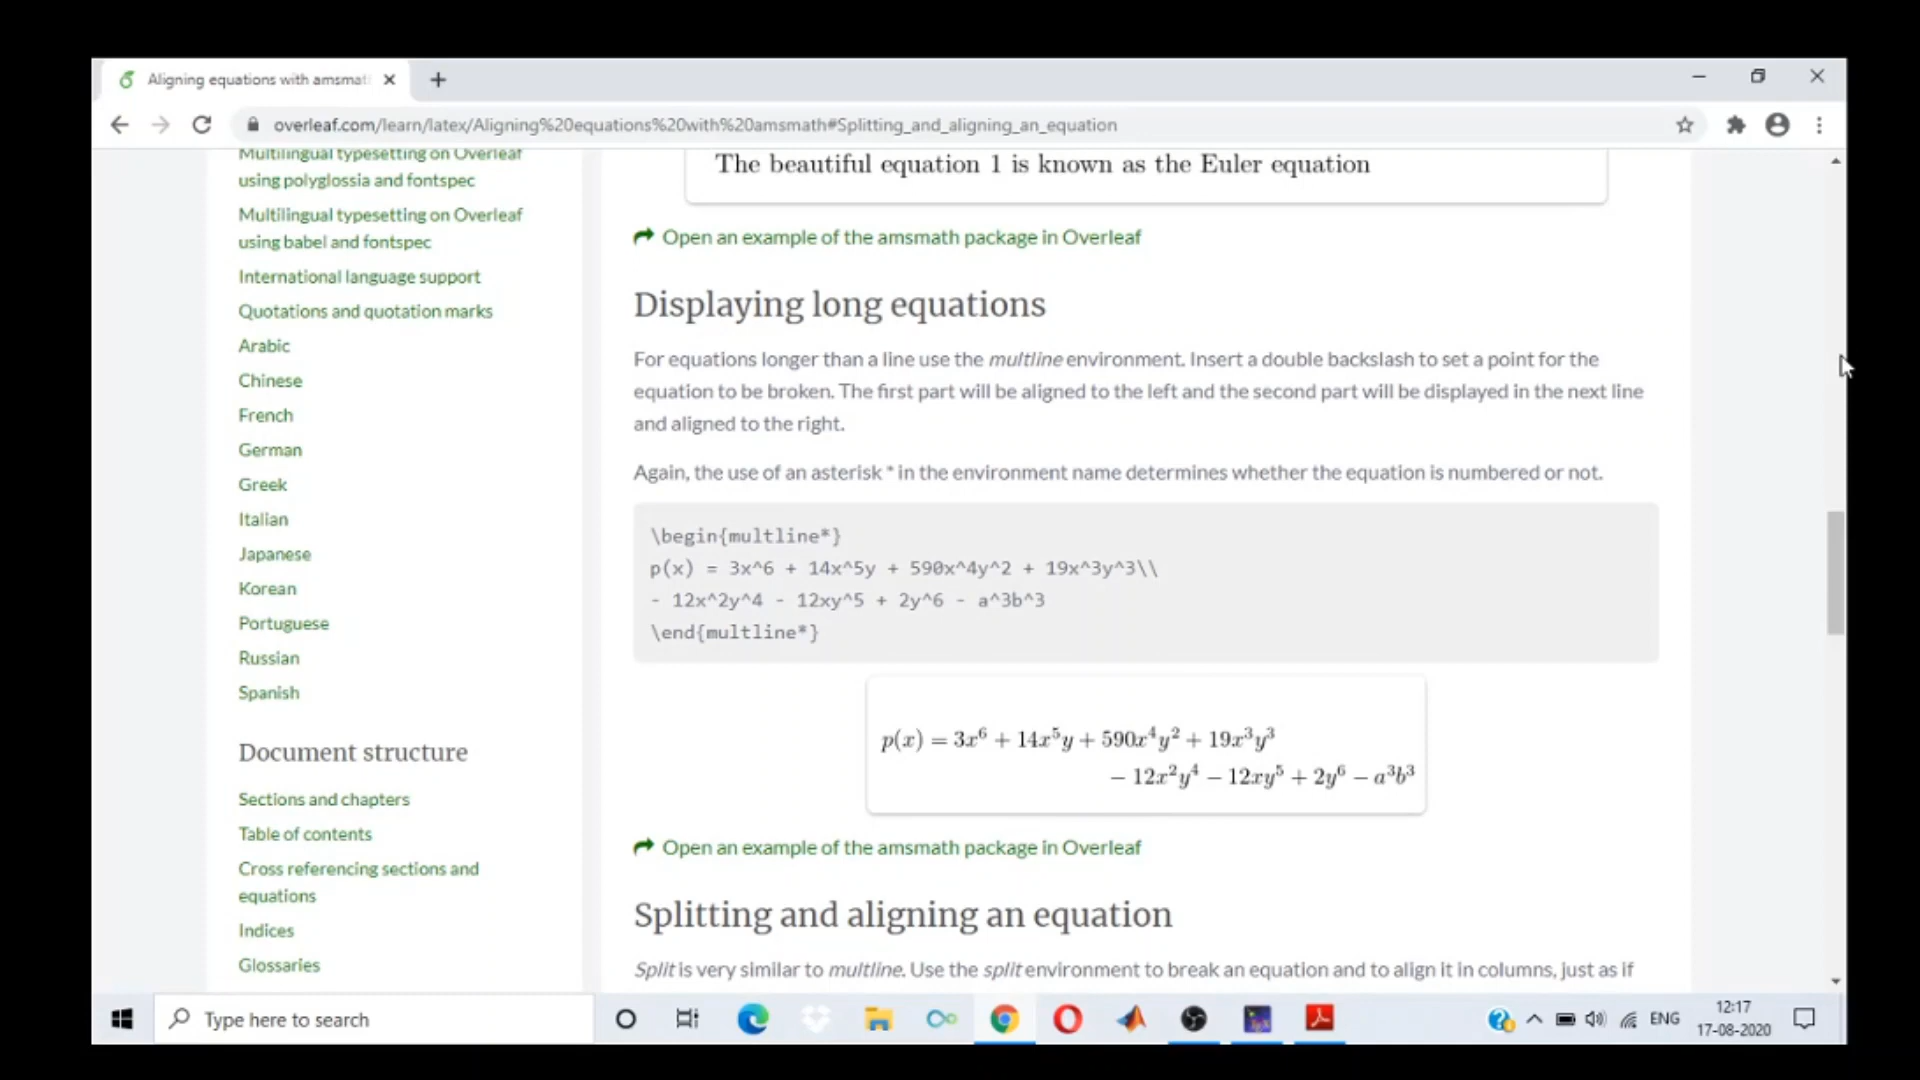 Aligning equations with amsmat
overleaf.com/learn/latex/Aligning%20equations%20with%20amsmath#Splitting_and_aligning_an_equation
Multilingual typesetting on Overleaf
using polyglossia and fontspec
Multilingual typesetting on Overleaf
using babel and fontspec
International language support
Quotations and quotation marks
Arabic
Chinese
French
German
Greek
Italian
Japanese
Korean
Portuguese
Russian
Spanish
Document structure
Sections and chapters
Table of contents
Cross referencing sections and
equations
Indices
Glossaries
The beautiful equation 1 is known as the Euler equation
Open an example of the amsmath package in Overleaf
Displaying long equations
For equations longer than a line use the multline environment. Insert a double backslash to set a point for the
equation to be broken. The first part will be aligned to the left and the second part will be displayed in the next line
and aligned to the right.
Again, the use of an asterisk * in the environment name determines whether the equation is numbered or not.
\begin{multline*}
p(x) = 3x^6 + 14x^5y + 590x^4y^2 + 19x^3y^3\\
- 12x^2y^4 - 12xy^5 + 2y^6 - a^3b^3
\end{multline*}
p(x) = 3x⁶ + 14x⁵y + 590x⁴y² + 19x³y³
− 12x²y⁴ − 12xy⁵ + 2y⁶ − a³b³
Open an example of the amsmath package in Overleaf
Splitting and aligning an equation
Split is very similar to multline. Use the split environment to break an equation and to align it in columns, just as if
Type here to search
ENG
12:17
17-08-2020